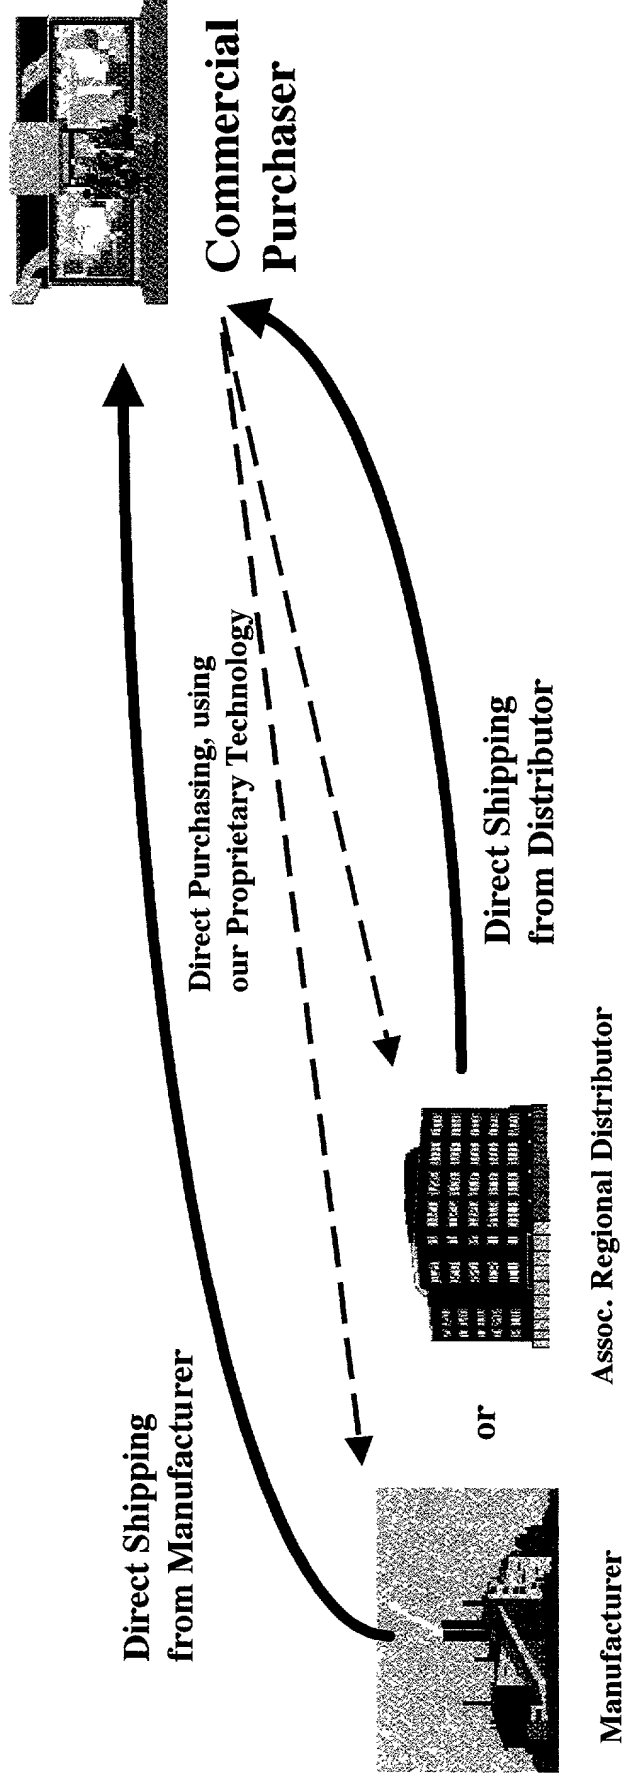 Commercial
Purchaser
Direct Purchasing, using
our Proprietary Technology
Direct Shipping
from Manufacturer
Direct Shipping
from Distributor
or
Manufacturer
Assoc. Regional Distributor